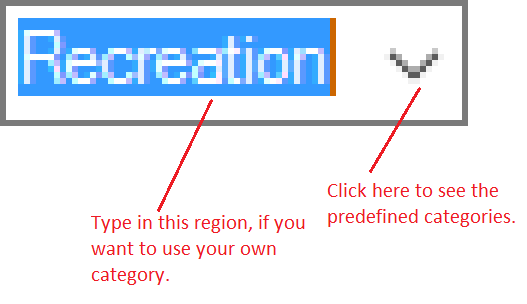 Recreation
Type in this region, if you
want to use your own
category.
Click here to see the
predefined categories.